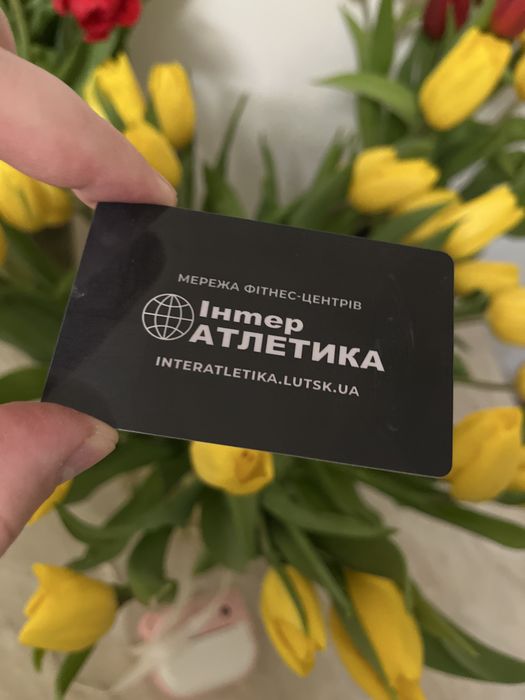 МЕРЕЖА ФІТНЕС-ЦЕНТРІВ
Інтер
АТЛЕТИКА
INTERATLETIKA.LUTSK.UA